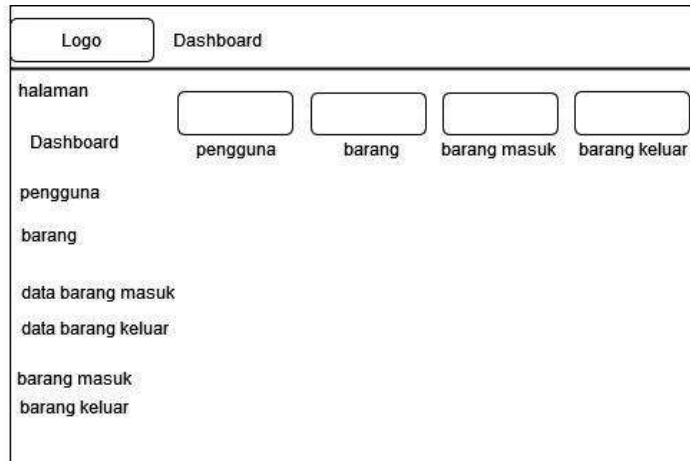 Logo
Dashboard
halaman
Dashboard
pengguna
barang
data barang masuk
data barang keluar
barang masuk
barang keluar
pengguna
barang
barang masuk
barang keluar